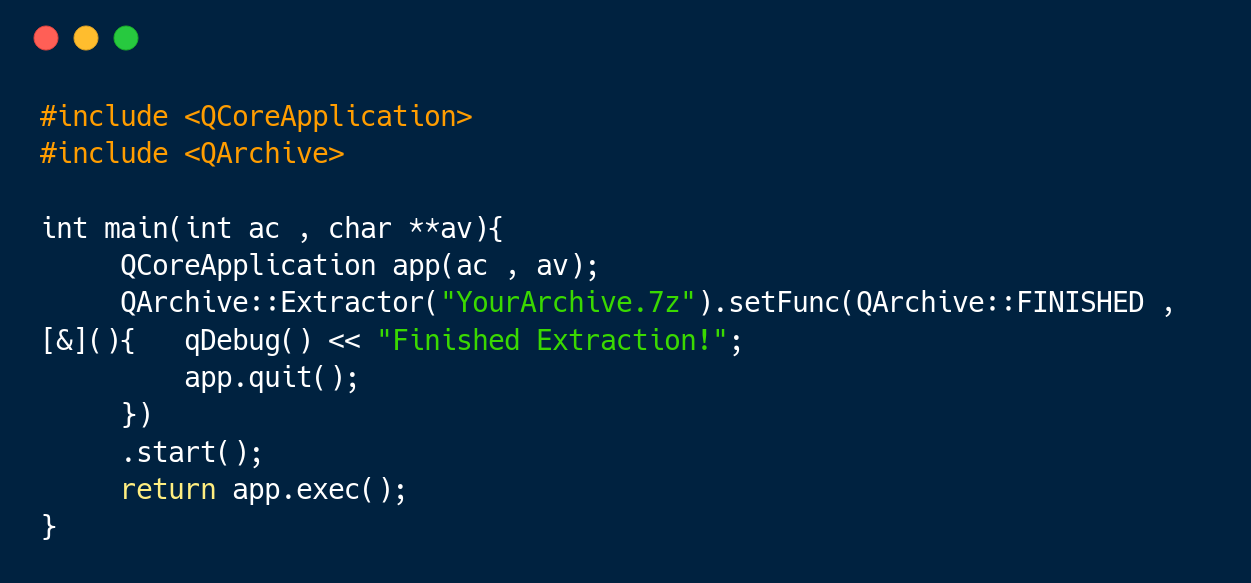 #include <QCoreApplication>
#include <QArchive>
int main(int ac , char **av){
     QCoreApplication app(ac , av);
     QArchive::Extractor("YourArchive.7z").setFunc(QArchive::FINISHED ,
[&](){   qDebug() << "Finished Extraction!";
         app.quit();
     })
     .start();
     return app.exec();
}